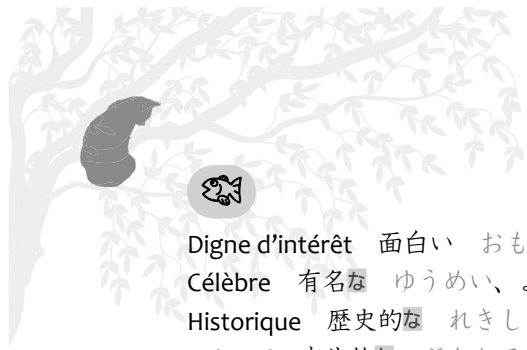 Digne d'intérêt 面白い おも
Célèbre 有名な ゆうめい、
Historique 歴史的な れきし